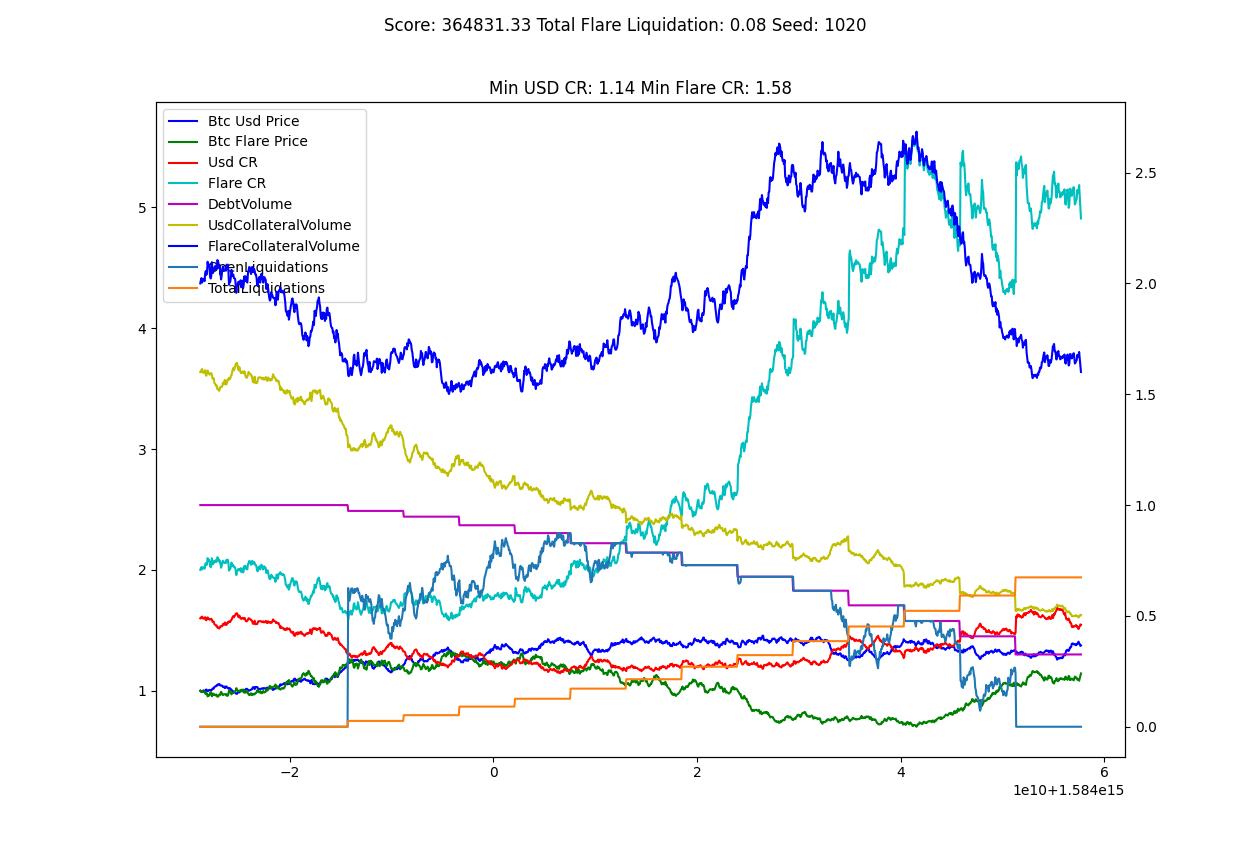 Score: 364831.33 Total Flare Liquidation: 0.08 Seed: 1020
Min USD CR: 1.14 Min Flare CR: 1.58
Btc Usd Price
Btc Flare Price
Usd CR
Flare CR
DebtVolume
UsdCollateralVolume
FlareCollateralVolume
OpenLiquidations
TotalLiquidations
5
4
3
2
1
2.5
2.0
1.5
1.0
0.5
0.0
−2 0 2 4 6
1e10+1.584e15